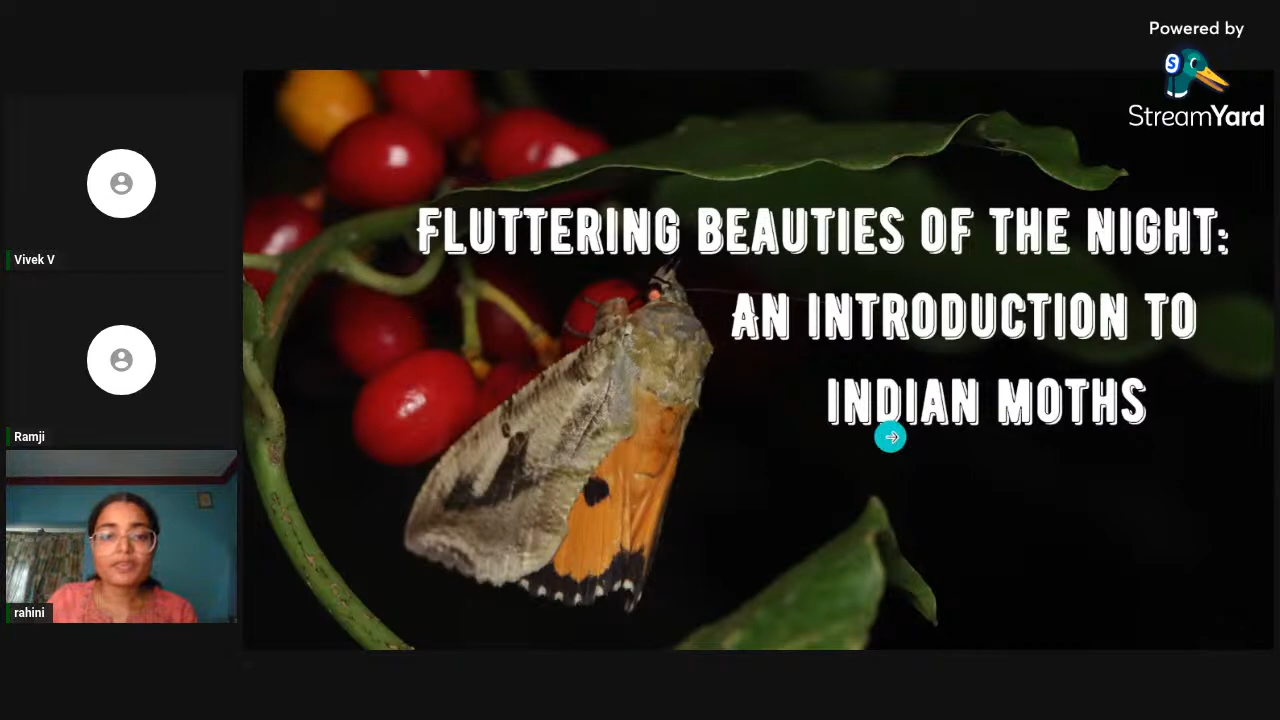 Powered by
S
StreamYard
FLUTTERING BEAUTIES OF THE NIGHT:
AN INTRODUCTION TO
INDIAN MOTHS
Vivek V
Ramji
rahini